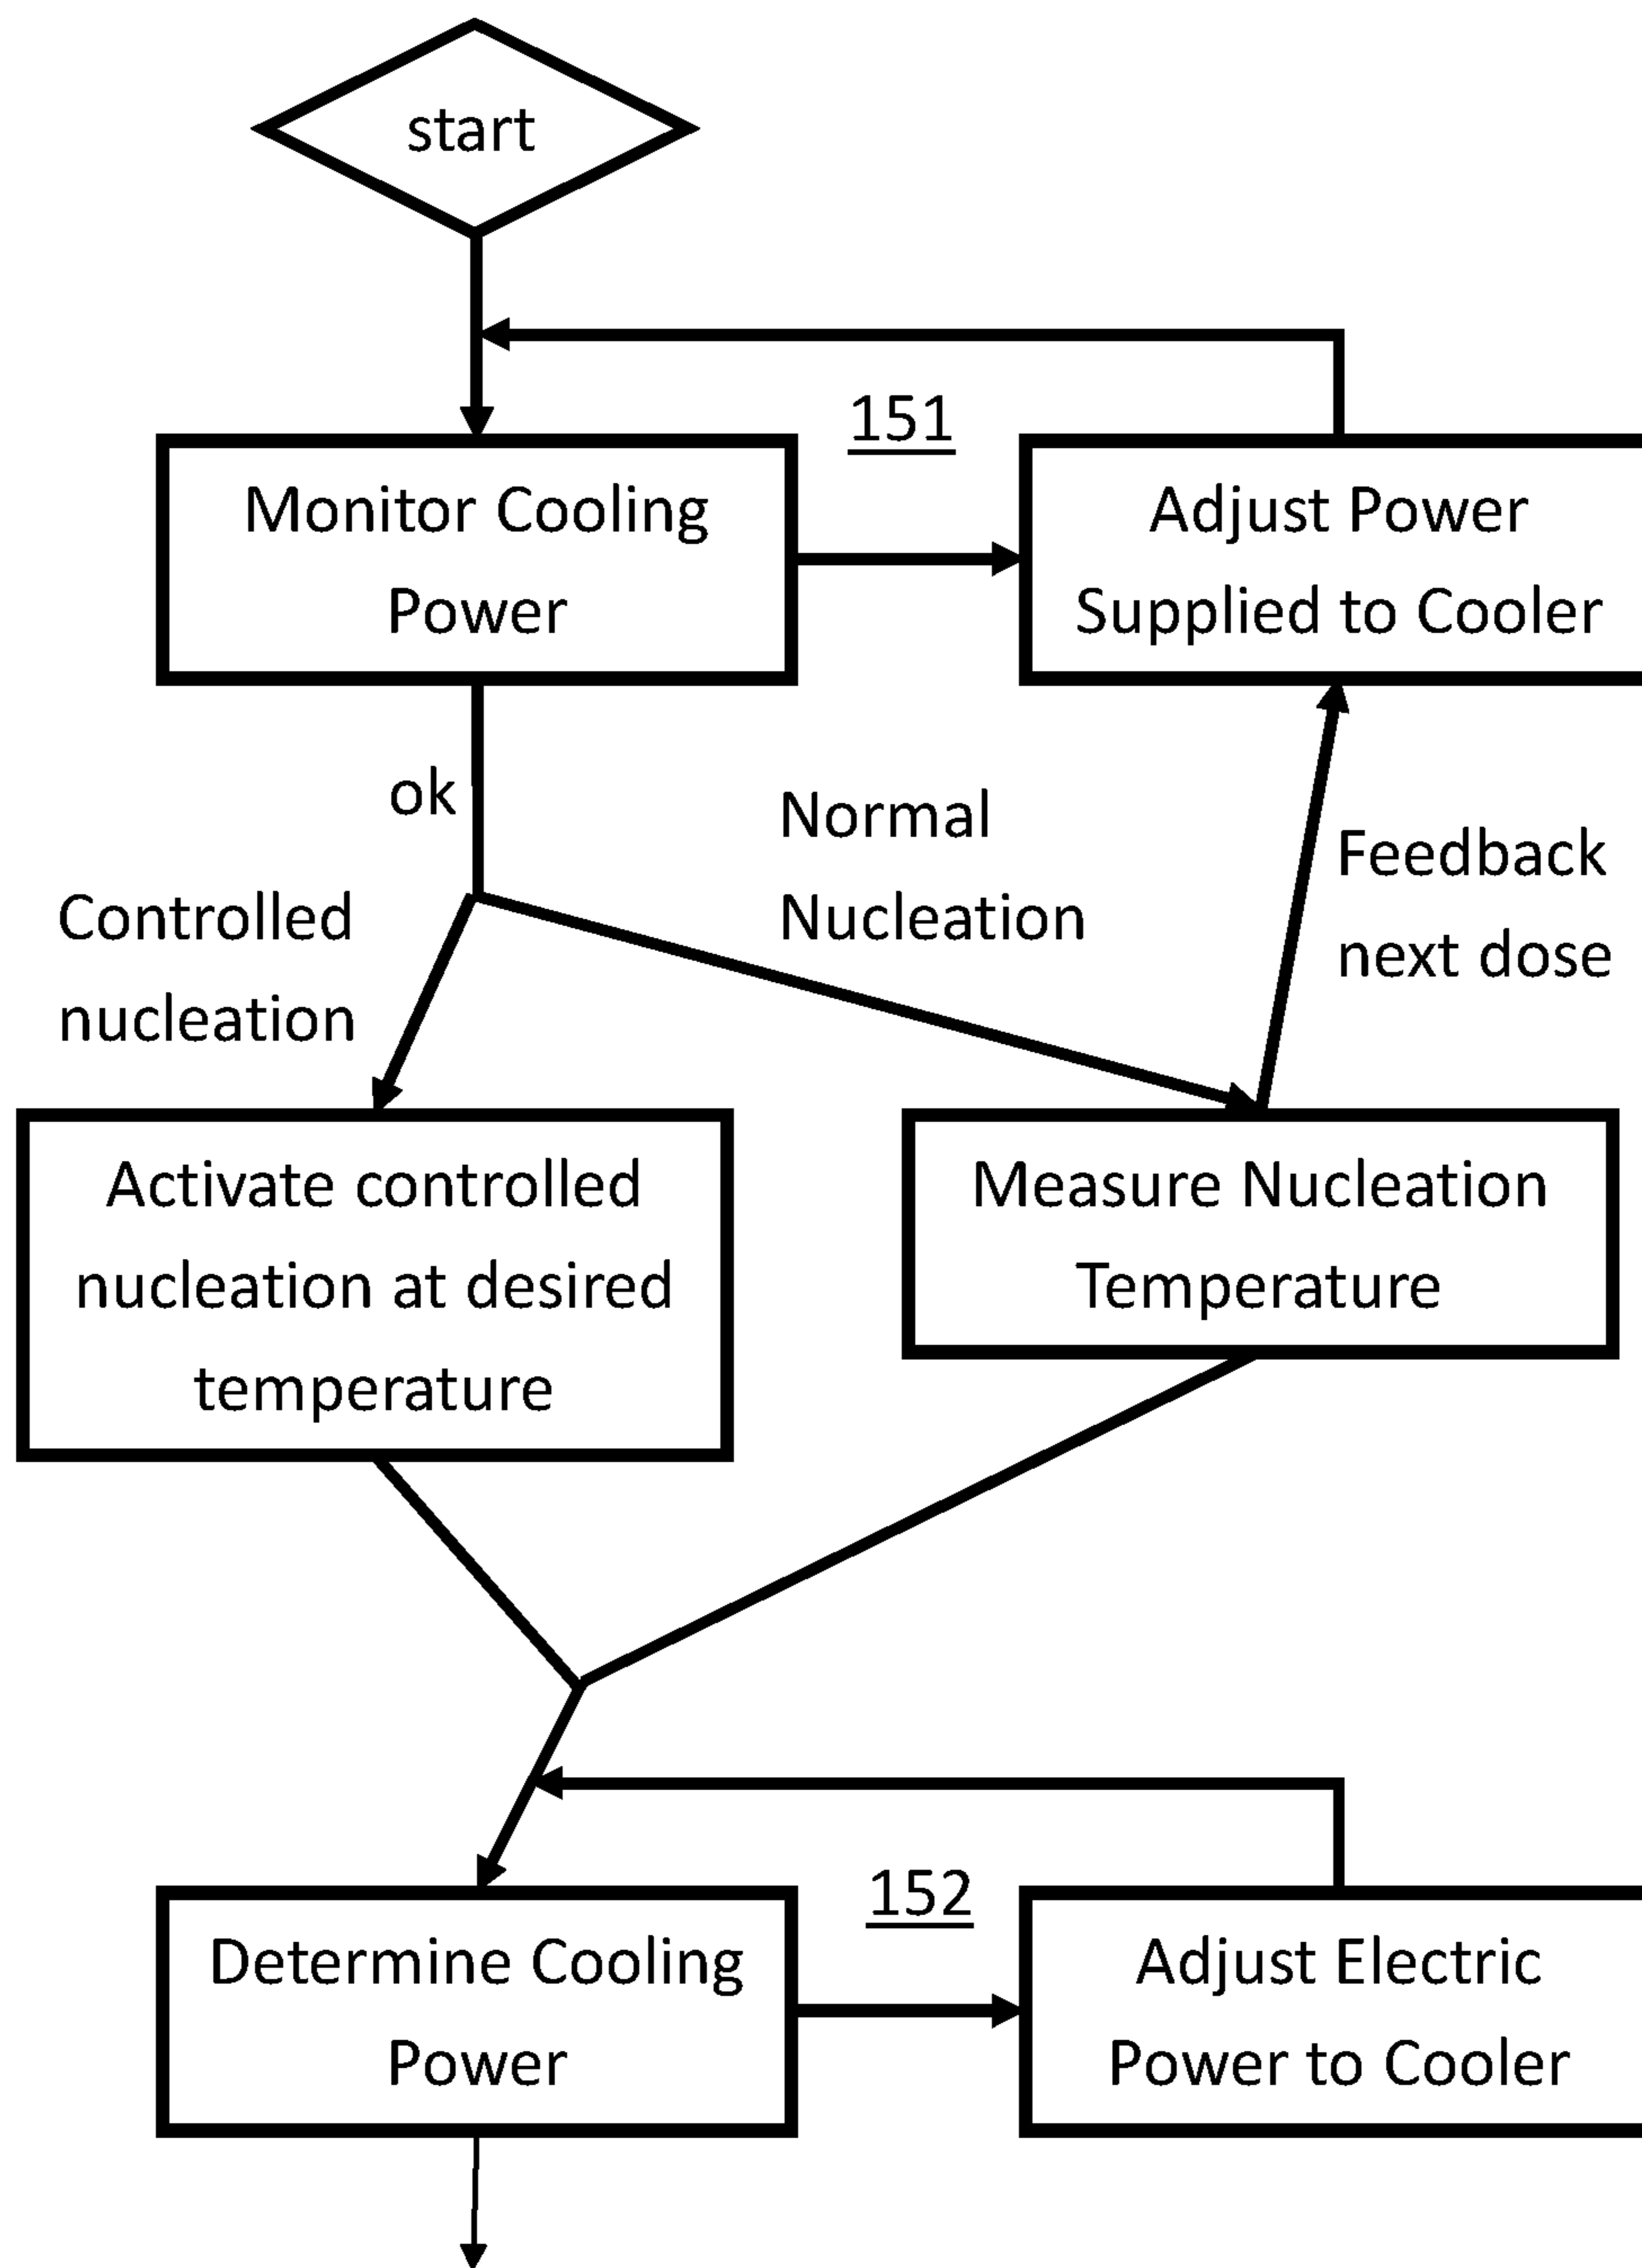 start
151
Monitor Cooling
Power
Adjust Power
Supplied to Cooler
ok
Normal
Nucleation
Feedback
next dose
Controlled
nucleation
Activate controlled
nucleation at desired
temperature
Measure Nucleation
Temperature
152
Determine Cooling
Power
Adjust Electric
Power to Cooler